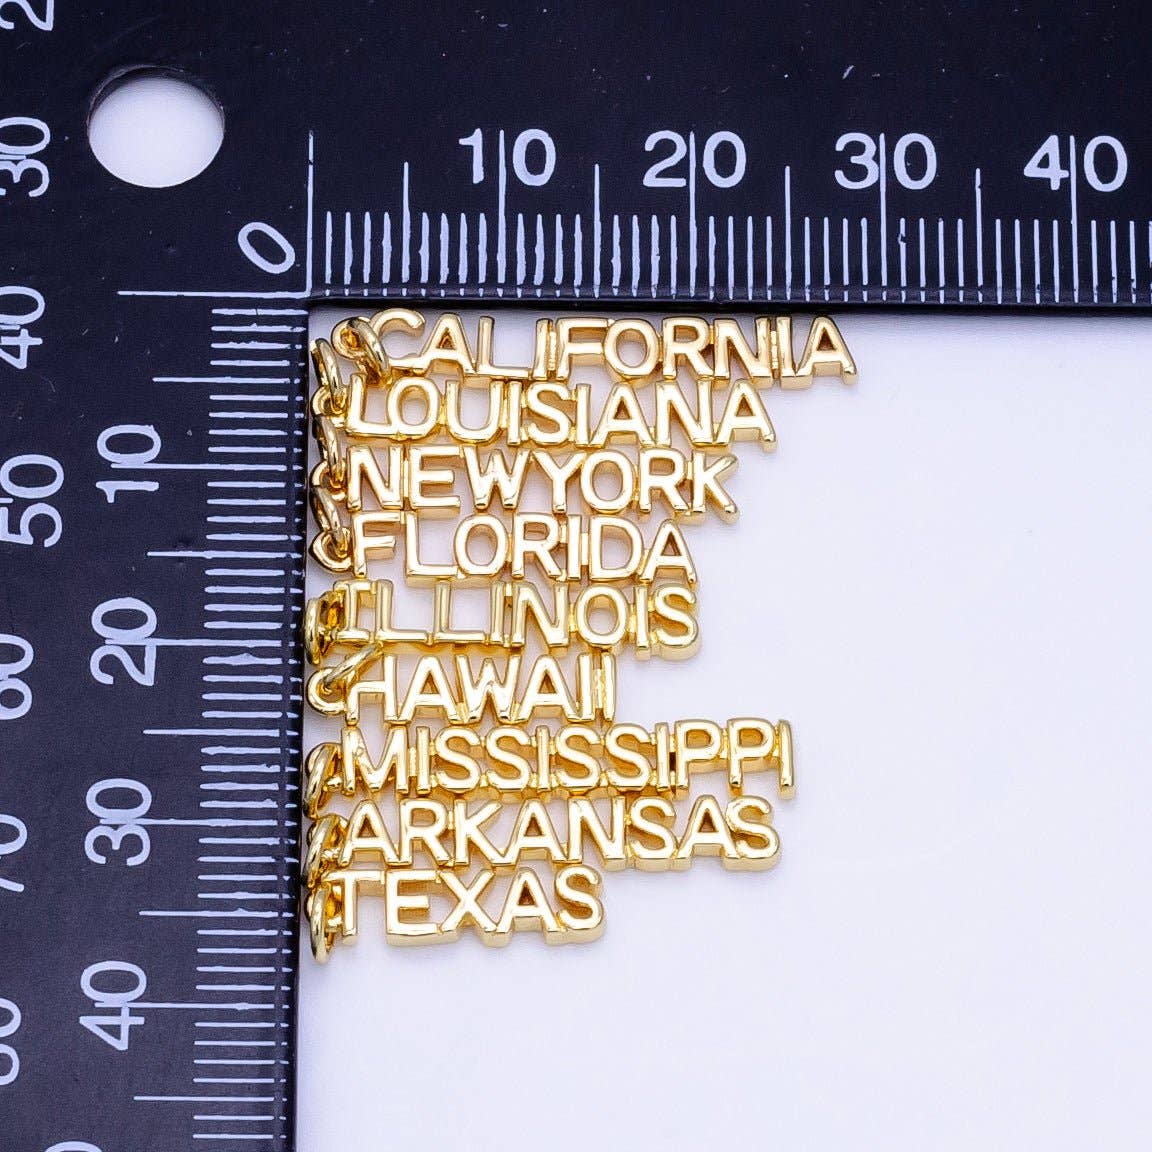 10 20 30 40
0
CALIFORNIA
LOUISIANA
NEWYORK
FLORIDA
ILLINOIS
HAWAII
MISSISSIPPI
ARKANSAS
TEXAS
10
20
30
40
30
40
50
60
70